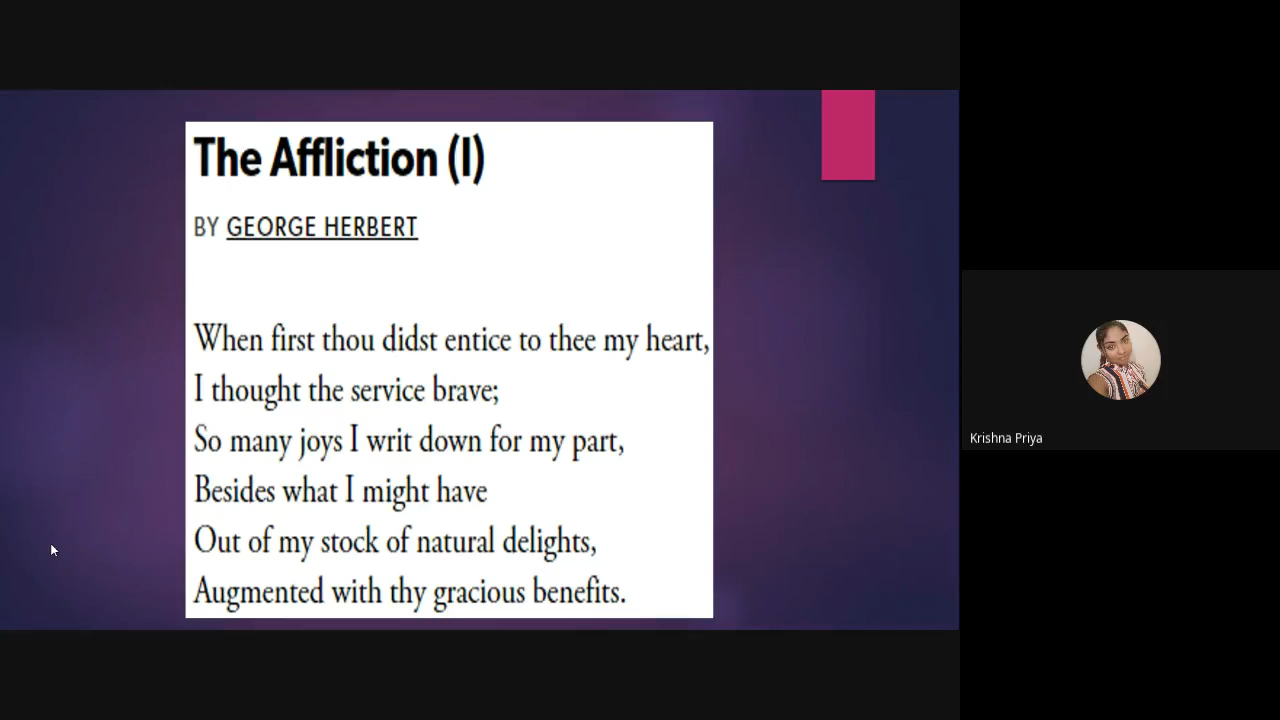 The Affliction (I)
BY GEORGE HERBERT
When first thou didst entice to thee my heart,
I thought the service brave;
So many joys I writ down for my part,
Besides what I might have
Out of my stock of natural delights,
Augmented with thy gracious benefits.
Krishna Priya